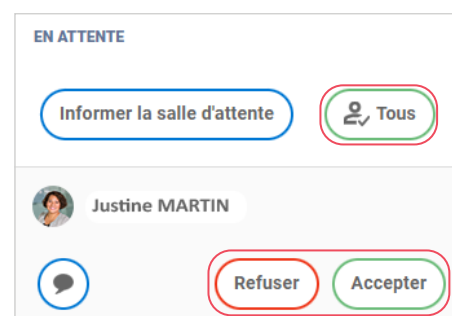 EN ATTENTE
Informer la salle d'attente
Tous
Justine MARTIN
Refuser
Accepter